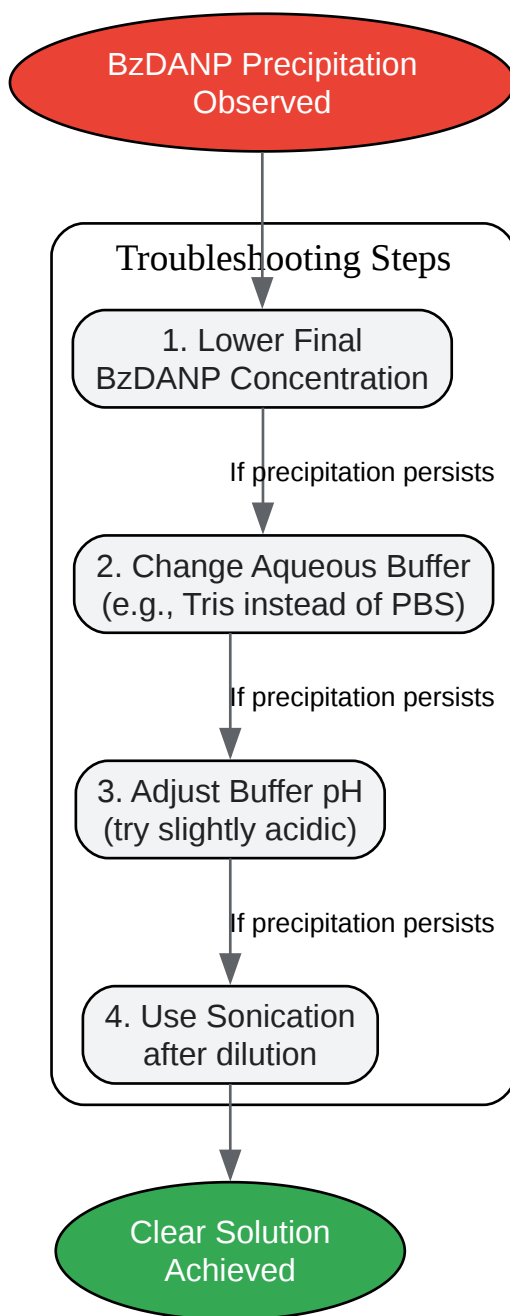 BzDANP Precipitation
Observed
Troubleshooting Steps
1. Lower Final
BzDANP Concentration
If precipitation persists
2. Change Aqueous Buffer
(e.g., Tris instead of PBS)
If precipitation persists
3. Adjust Buffer pH
(try slightly acidic)
If precipitation persists
4. Use Sonication
after dilution
Clear Solution
Achieved